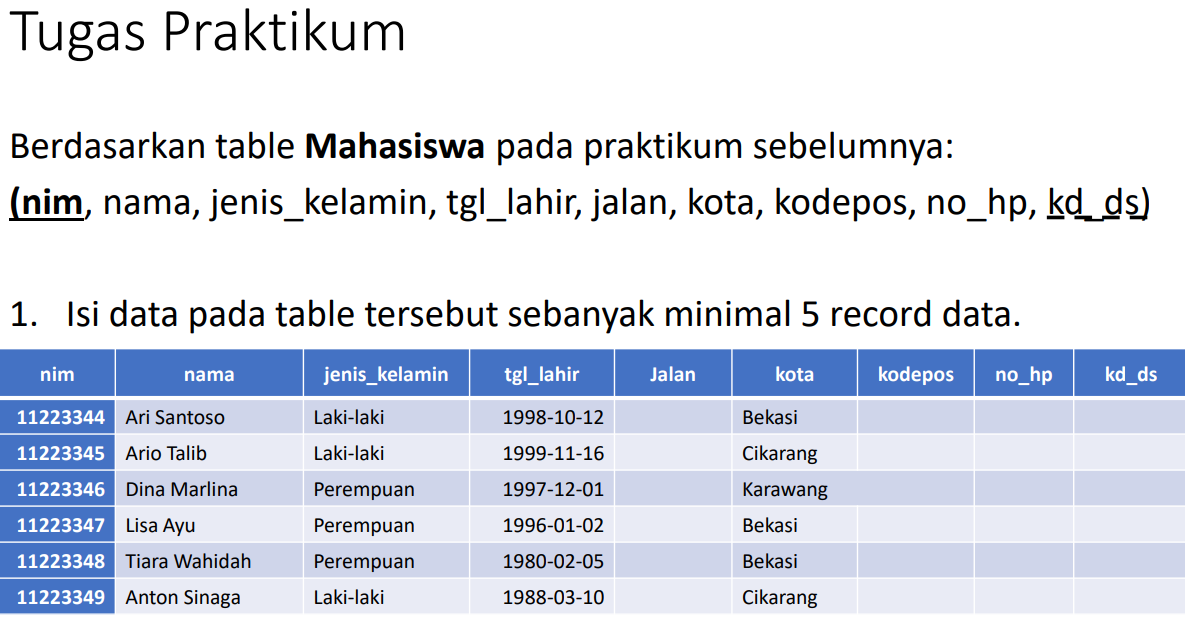 Tugas Praktikum
Berdasarkan table Mahasiswa pada praktikum sebelumnya:
(nim, nama, jenis_kelamin, tgl_lahir, jalan, kota, kodepos, no_hp, kd_ds)
1. Isi data pada table tersebut sebanyak minimal 5 record data.
nim nama jenis_kelamin tgl_lahir Jalan kota kodepos no_hp kd_ds
11223344 Ari Santoso Laki-laki 1998-10-12 Bekasi
11223345 Ario Talib Laki-laki 1999-11-16 Cikarang
11223346 Dina Marlina Perempuan 1997-12-01 Karawang
11223347 Lisa Ayu Perempuan 1996-01-02 Bekasi
11223348 Tiara Wahidah Perempuan 1980-02-05 Bekasi
11223349 Anton Sinaga Laki-laki 1988-03-10 Cikarang